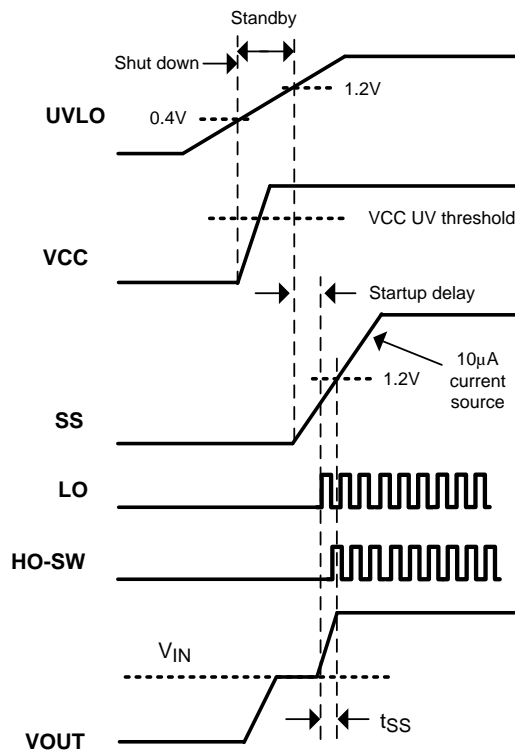 Standby
Shut down
1.2V
UVLO
0.4V
VCC UV threshold
VCC
Startup delay
10µA
current
source
1.2V
SS
LO
HO-SW
VIN
tSS
VOUT